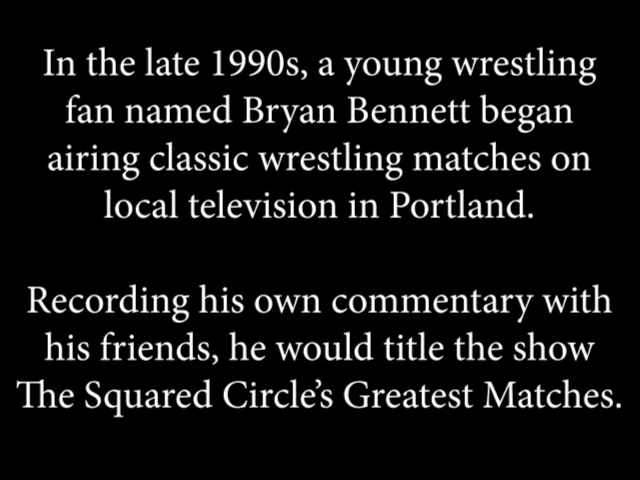 In the late 1990s, a young wrestling
fan named Bryan Bennett began
airing classic wrestling matches on
local television in Portland.
Recording his own commentary with
his friends, he would title the show
The Squared Circle’s Greatest Matches.